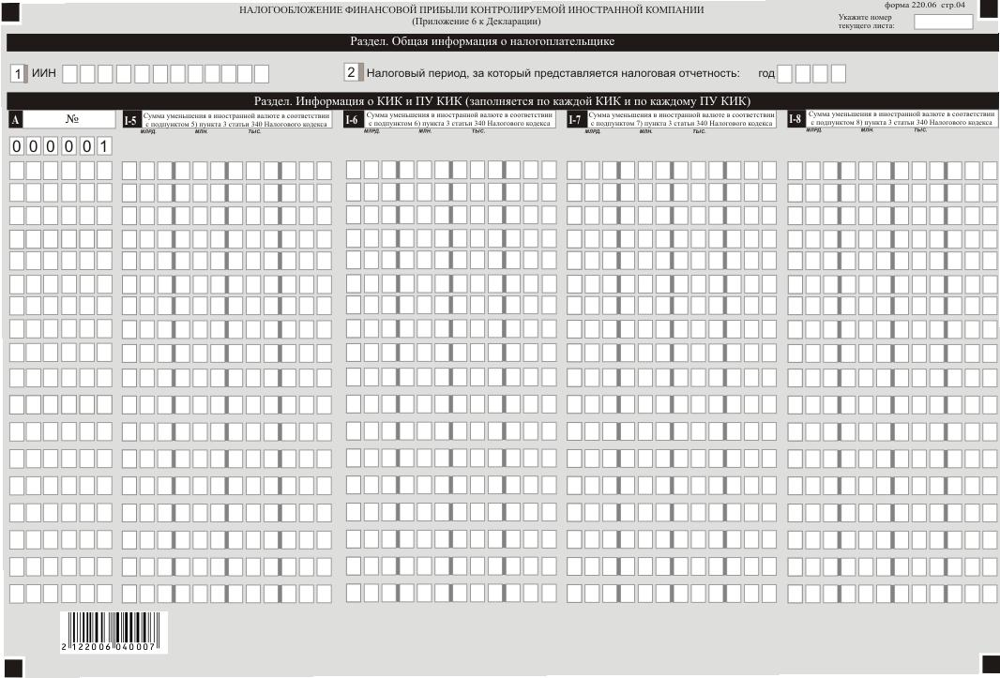 форма 220.06 стр.04
НАЛОГООБЛОЖЕНИЕ ФИНАНСОВОЙ ПРИБЫЛИ КОНТРОЛИРУЕМОЙ ИНОСТРАННОЙ КОМПАНИИ
(Приложение 6 к Декларации)
Укажите номер
текущего листа:
Раздел. Общая информация о налогоплательщике
1 ИИН
2 Налоговый период, за который представляется налоговая отчетность: год
Раздел. Информация о КИК и ПУ КИК (заполняется по каждой КИК и по каждому ПУ КИК)
A №
I-5 Сумма уменьшения в иностранной валюте в соответствии
с подпунктом 5) пункта 3 статьи 340 Налогового кодекса
млрд. млн. тыс.
I-6 Сумма уменьшения в иностранной валюте в соответствии
с подпунктом 6) пункта 3 статьи 340 Налогового кодекса
млрд. млн. тыс.
I-7 Сумма уменьшения в иностранной валюте в соответствии
с подпунктом 7) пункта 3 статьи 340 Налогового кодекса
млрд. млн. тыс.
I-8 Сумма уменьшения в иностранной валюте в соответствии
с подпунктом 8) пункта 3 статьи 340 Налогового кодекса
млрд. млн. тыс.
0 0 0 0 0 1
2 122006 040007